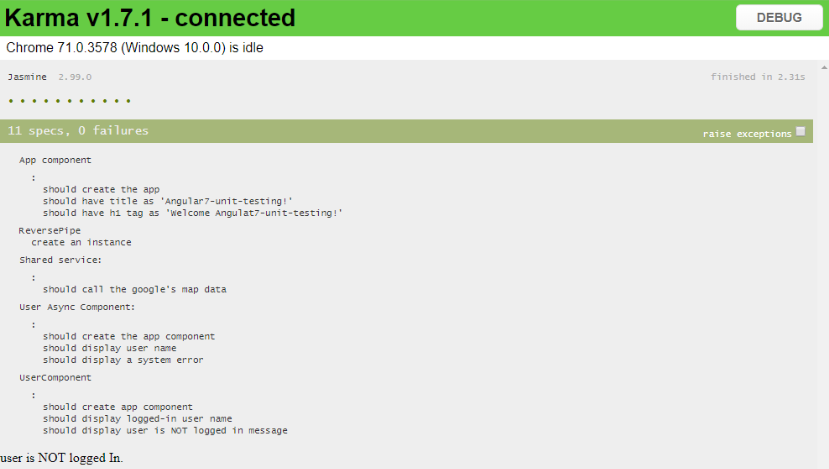 Karma v1.7.1 - connected
DEBUG
Chrome 71.0.3578 (Windows 10.0.0) is idle
Jasmine 2.99.0 finished in 2.31s
• • • • • • • • • • •
11 specs, 0 failures raise exceptions
App component
:
should create the app
should have title as 'Angular7-unit-testing!'
should have h1 tag as 'Welcome Angulat7-unit-testing!'
ReversePipe
create an instance
Shared service:
:
should call the google's map data
User Async Component:
:
should create the app component
should display user name
should display a system error
UserComponent
:
should create app component
should display logged-in user name
should display user is NOT logged in message
user is NOT logged In.